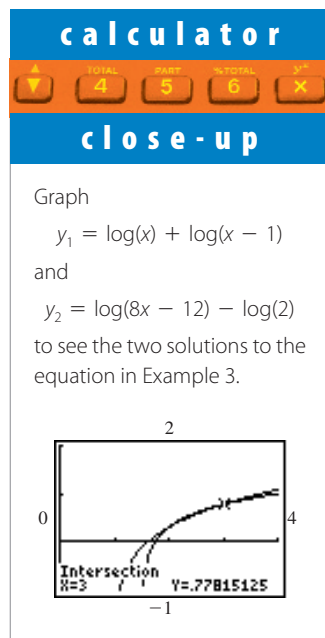 calculator
TOTAL PART %TOTAL yˣ
4 5 6 ×
close-up
Graph
y₁ = log(x) + log(x − 1)
and
y₂ = log(8x − 12) − log(2)
to see the two solutions to the
equation in Example 3.
2
0 4
Intersection
X=3 Y=.77815125
−1